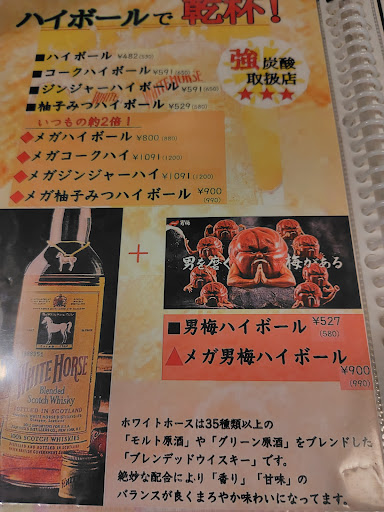 ハイボールで 乾杯!
■ハイボール ¥482(530)
■コークハイボール ¥591(650)
■ジンジャーハイボール ¥591(650)
■柚子みつハイボール ¥529
WHITE HORSE
強炭酸
取扱店
★★★
いつもの約2倍!
◆メガハイボール ¥800(880)
◆メガコークハイ ¥1091(1200)
◆メガジンジャーハイ ¥1091(1200)
◆メガ柚子みつハイボール ¥900
(990)
+
男梅
男を磨く 梅がある
■男梅ハイボール ¥527
(580)
▲メガ男梅ハイボール
¥900
(990)
WHITE HORSE
Blended
Scotch Whisky
BOTTLED IN SCOTLAND
100% SCOTCH WHISKIES
ホワイトホースは35種類以上の
「モルト原酒」や「グリーン原酒」をブレンドした
「ブレンデッドウイスキー」です。
絶妙な配合により「香り」「甘味」の
バランスが良くまろやか味わいになってます。